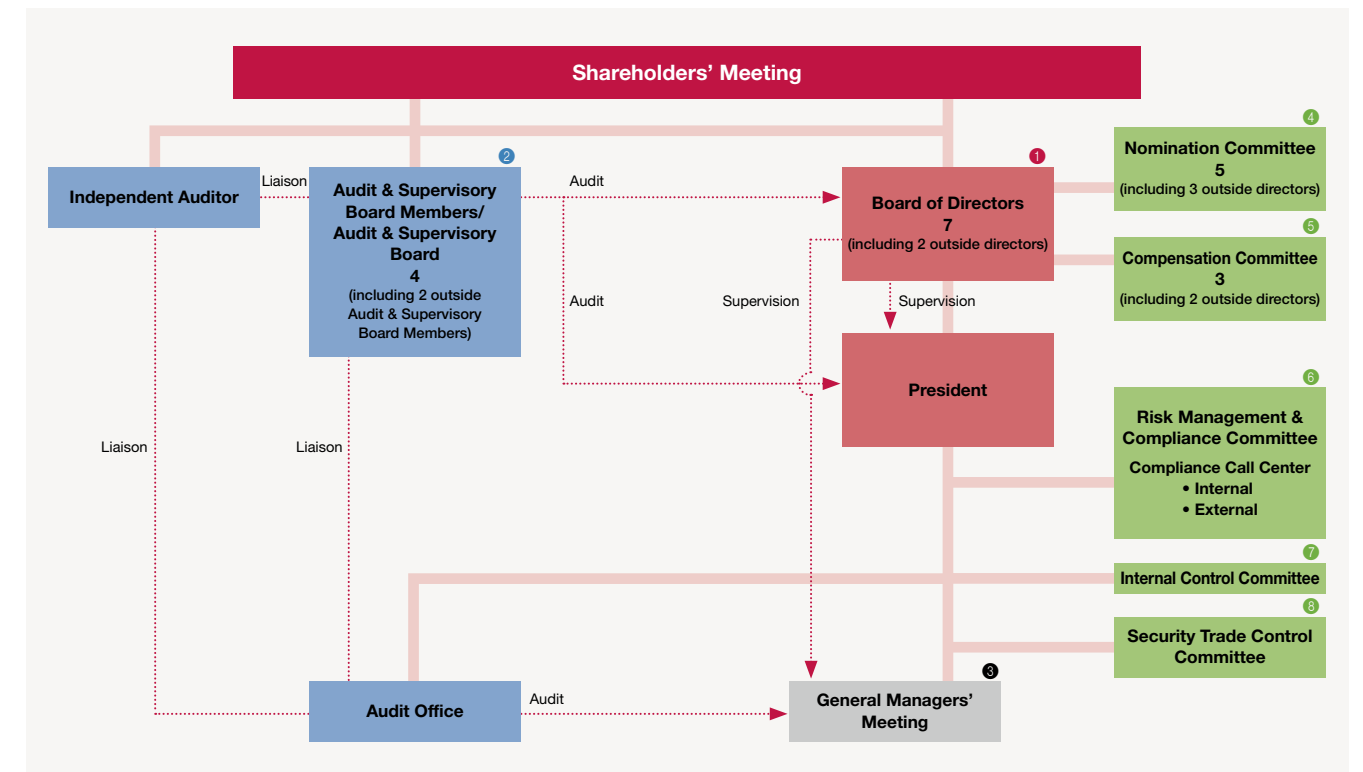 Shareholders' Meeting
4
Nomination Committee
5
(including 3 outside directors)
2
1
Independent Auditor
Liaison
Audit & Supervisory
Board Members/
Audit & Supervisory
Board
4
(including 2 outside
Audit & Supervisory
Board Members)
Audit
Board of Directors
7
(including 2 outside directors)
5
Compensation Committee
3
(including 2 outside directors)
Audit
Supervision
Supervision
President
6
Risk Management &
Compliance Committee
Compliance Call Center
• Internal
• External
Liaison
Liaison
7
Internal Control Committee
8
Security Trade Control
Committee
3
Audit Office
Audit
General Managers'
Meeting